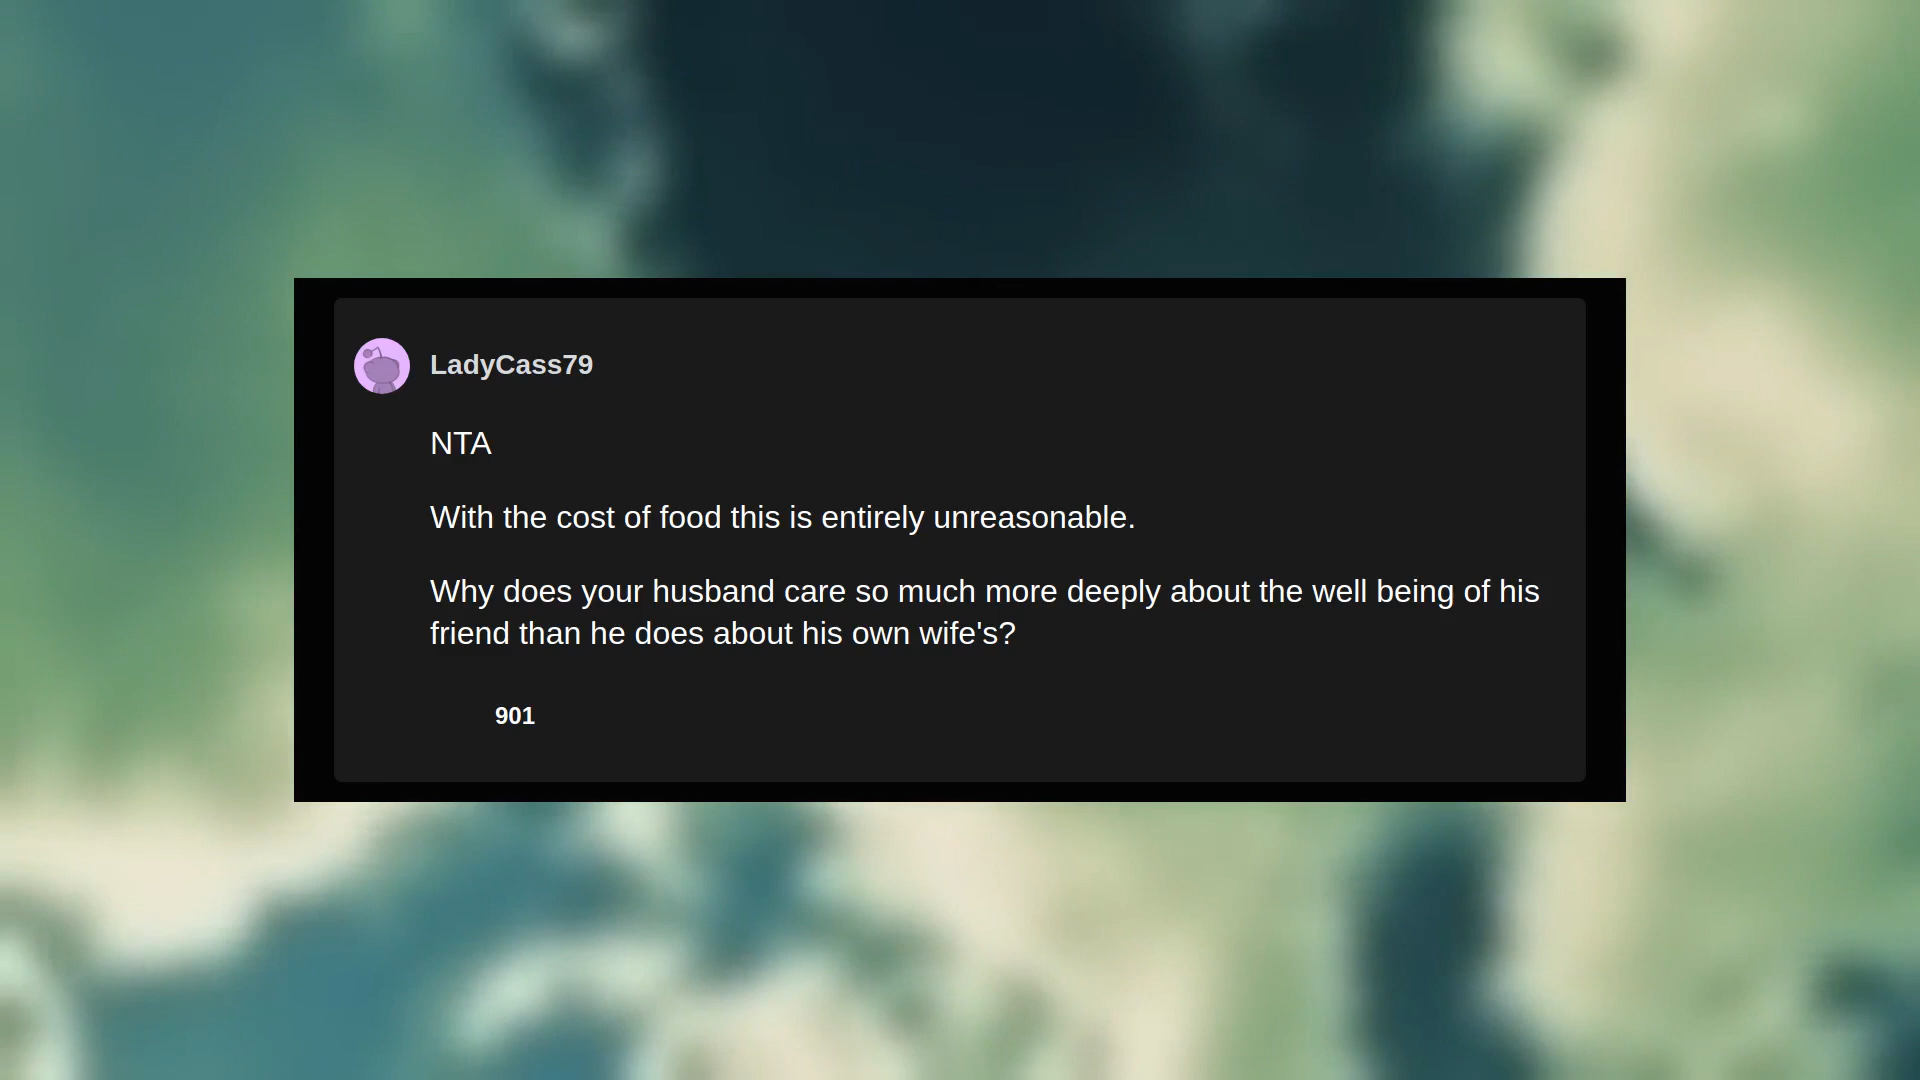 LadyCass79
NTA
With the cost of food this is entirely unreasonable.
Why does your husband care so much more deeply about the well being of his
friend than he does about his own wife's?
901